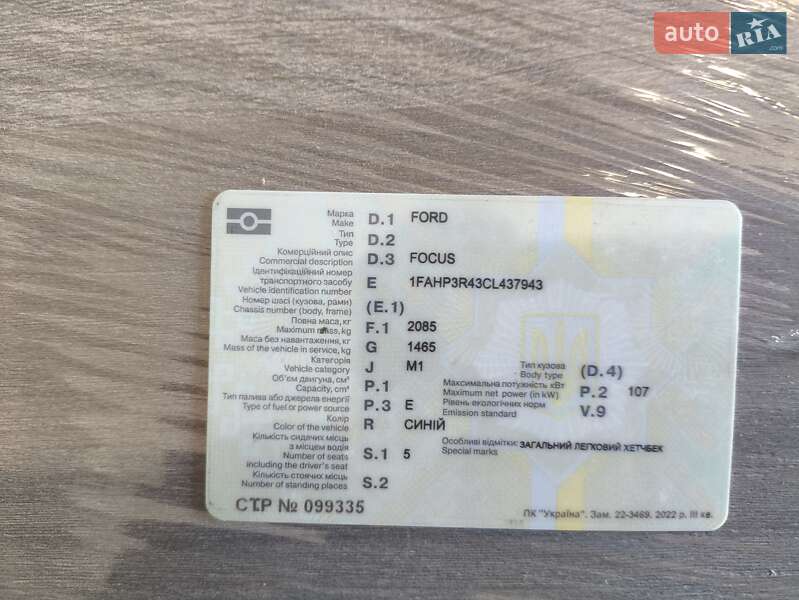 auto RIA .com
Марка
Make D.1 FORD
Тип
Type D.2
Комерційний опис
Commercial description D.3 FOCUS
Ідентифікаційний номер
транспортного засобу
Vehicle identification number E 1FAHP3R43CL437943
Номер шасі (кузова, рами)
Chassis number (body, frame) (E.1)
Повна маса, кг
Maximum mass, kg F.1 2085
Маса без навантаження, кг
Mass of the vehicle in service, kg G 1465
Категорія
Vehicle category J M1
Тип кузова
Body type (D.4)
Об'єм двигуна, см³
Capacity, cm³ P.1
Максимальна потужність кВт
Maximum net power (in kW) P.2 107
Тип палива або джерела енергії
Type of fuel or power source P.3 E
Рівень екологічних норм
Emission standard V.9
Колір
Color of the vehicle R СИНІЙ
Кількість сидячих місць
з місцем водія
Number of seats
including the driver's seat S.1 5
Особливі відмітки: ЗАГАЛЬНИЙ ЛЕГКОВИЙ ХЕТЧБЕК
Special marks
Кількість стоячих місць
Number of standing places S.2
СТР № 099335
ПК "Україна". Зам. 22-3469. 2022 р. III кв.